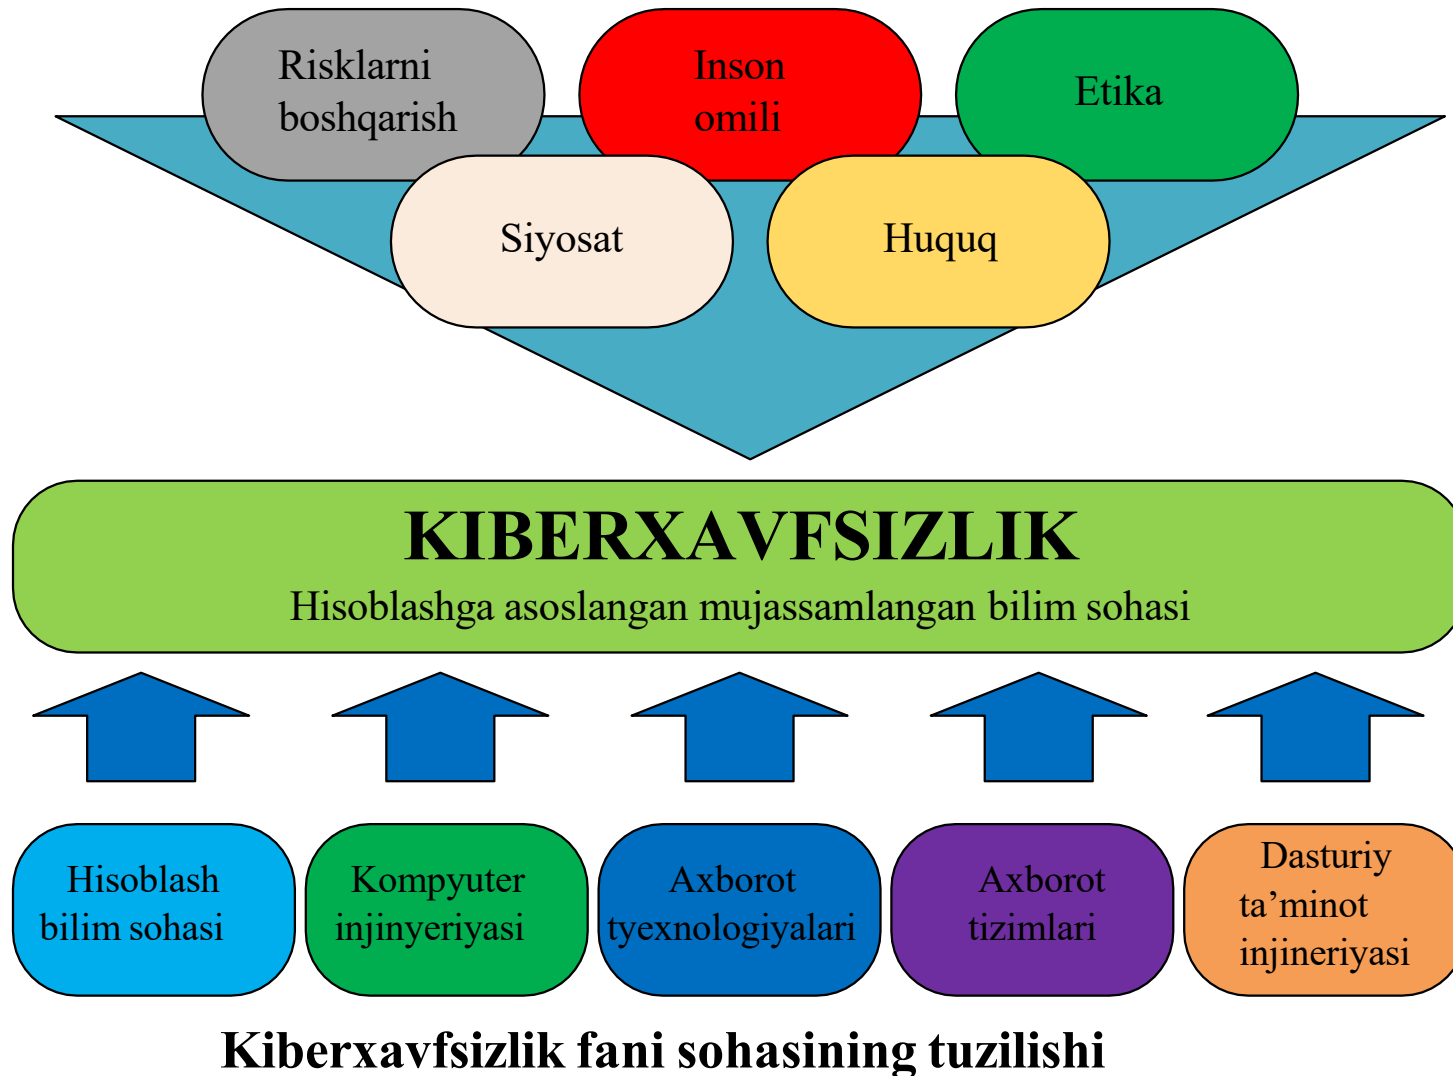 Risklarni
boshqarish
Inson
omili
Etika
Siyosat
Huquq
KIBERXAVFSIZLIK
Hisoblashga asoslangan mujassamlangan bilim sohasi
Hisoblash
bilim sohasi
Kompyuter
injinyeriyasi
Axborot
tyexnologiyalari
Axborot
tizimlari
Dasturiy
ta’minot
injineriyasi
Kiberxavfsizlik fani sohasining tuzilishi